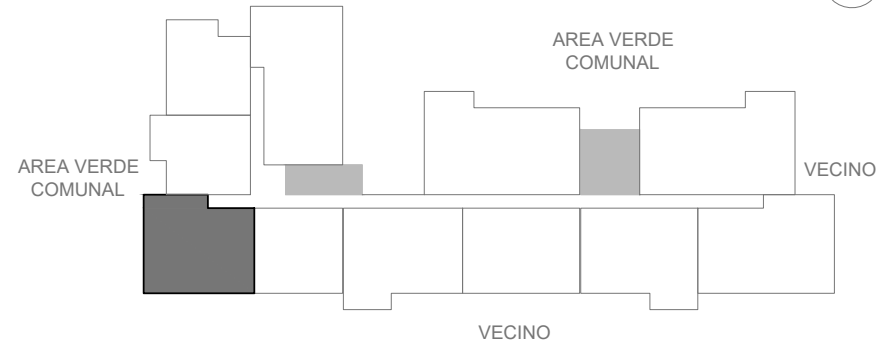 AREA VERDE
COMUNAL
AREA VERDE
COMUNAL
VECINO
VECINO